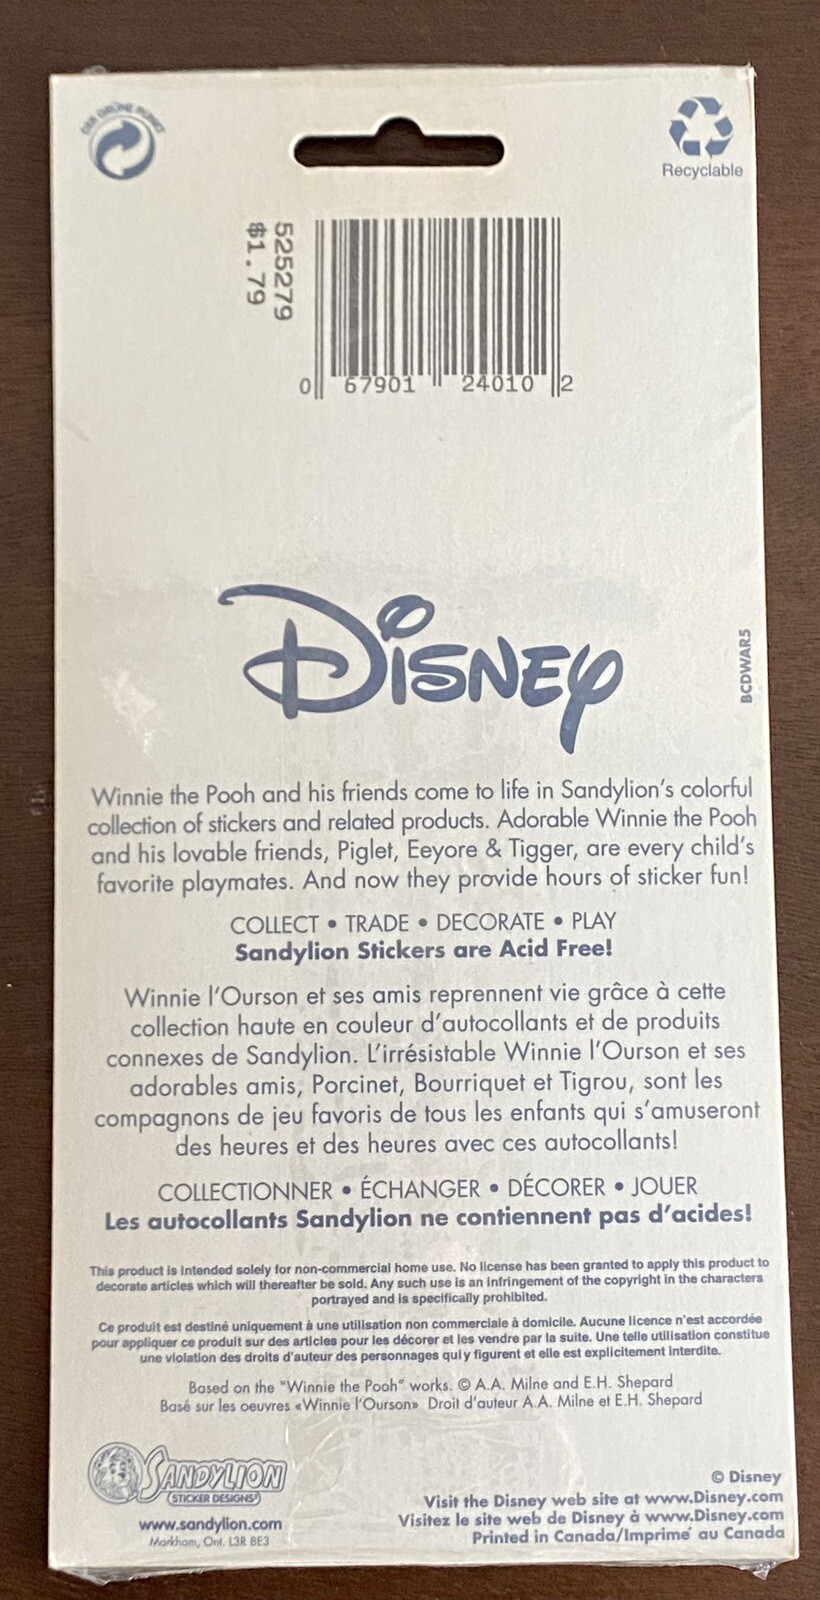 DER GRÜNE PUNKT
Recyclable
525279
$1.79
0 67901 24010 2
Disney
BCDWAR5
Winnie the Pooh and his friends come to life in Sandylion's colorful
collection of stickers and related products. Adorable Winnie the Pooh
and his lovable friends, Piglet, Eeyore & Tigger, are every child's
favorite playmates. And now they provide hours of sticker fun!
COLLECT • TRADE • DECORATE • PLAY
Sandylion Stickers are Acid Free!
Winnie l'Ourson et ses amis reprennent vie grâce à cette
collection haute en couleur d'autocollants et de produits
connexes de Sandylion. L'irrésistable Winnie l'Ourson et ses
adorables amis, Porcinet, Bourriquet et Tigrou, sont les
compagnons de jeu favoris de tous les enfants qui s'amuseront
des heures et des heures avec ces autocollants!
COLLECTIONNER • ÉCHANGER • DÉCORER • JOUER
Les autocollants Sandylion ne contiennent pas d'acides!
This product is intended solely for non-commercial home use. No license has been granted to apply this product to
decorate articles which will thereafter be sold. Any such use is an infringement of the copyright in the characters
portrayed and is specifically prohibited.
Ce produit est destiné uniquement à une utilisation non commerciale à domicile. Aucune licence n'est accordée
pour appliquer ce produit sur des articles pour les décorer et les vendre par la suite. Une telle utilisation constitue
une violation des droits d'auteur des personnages qui y figurent et elle est explicitement interdite.
Based on the "Winnie the Pooh" works. © A.A. Milne and E.H. Shepard
Basé sur les oeuvres «Winnie l'Ourson» Droit d'auteur A.A. Milne et E.H. Shepard
SANDYLION
STICKER DESIGNS
www.sandylion.com
Markham, Ont. L3R 8E3
© Disney
Visit the Disney web site at www.Disney.com
Visitez le site web de Disney à www.Disney.com
Printed in Canada/Imprimé au Canada